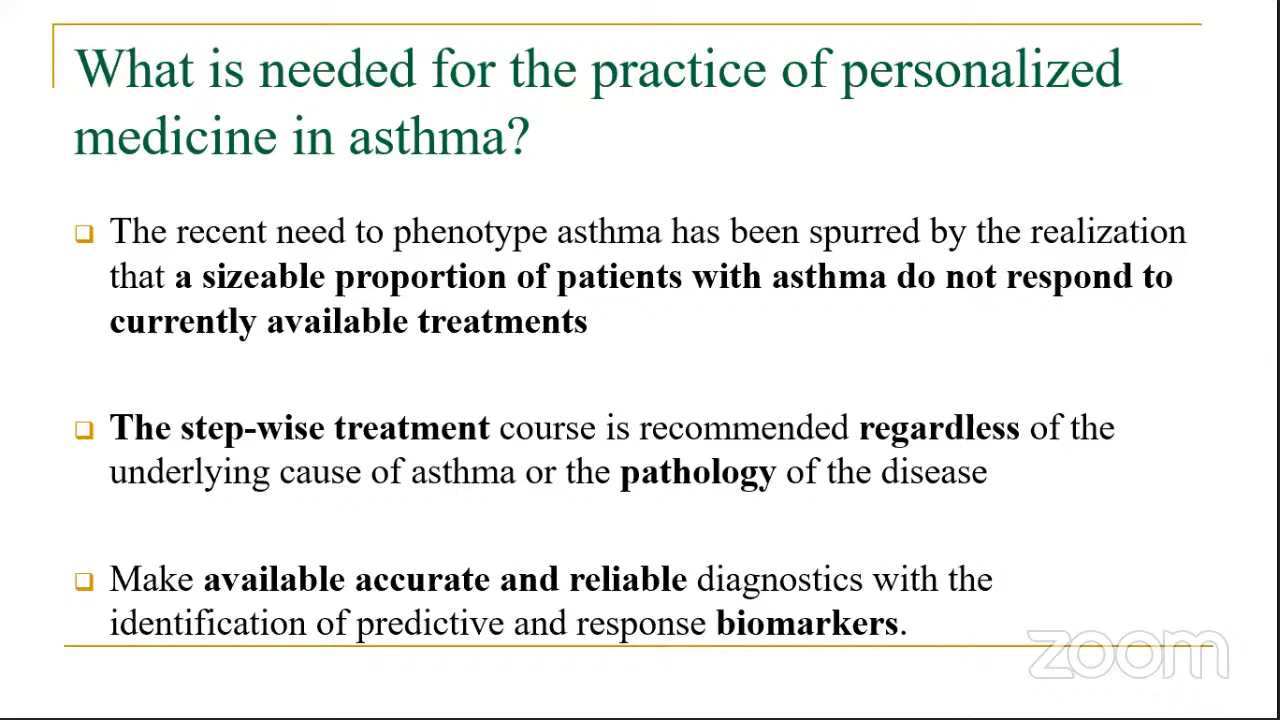 What is needed for the practice of personalized
medicine in asthma?
The recent need to phenotype asthma has been spurred by the realization
that a sizeable proportion of patients with asthma do not respond to
currently available treatments
The step-wise treatment course is recommended regardless of the
underlying cause of asthma or the pathology of the disease
Make available accurate and reliable diagnostics with the
identification of predictive and response biomarkers.
zoom